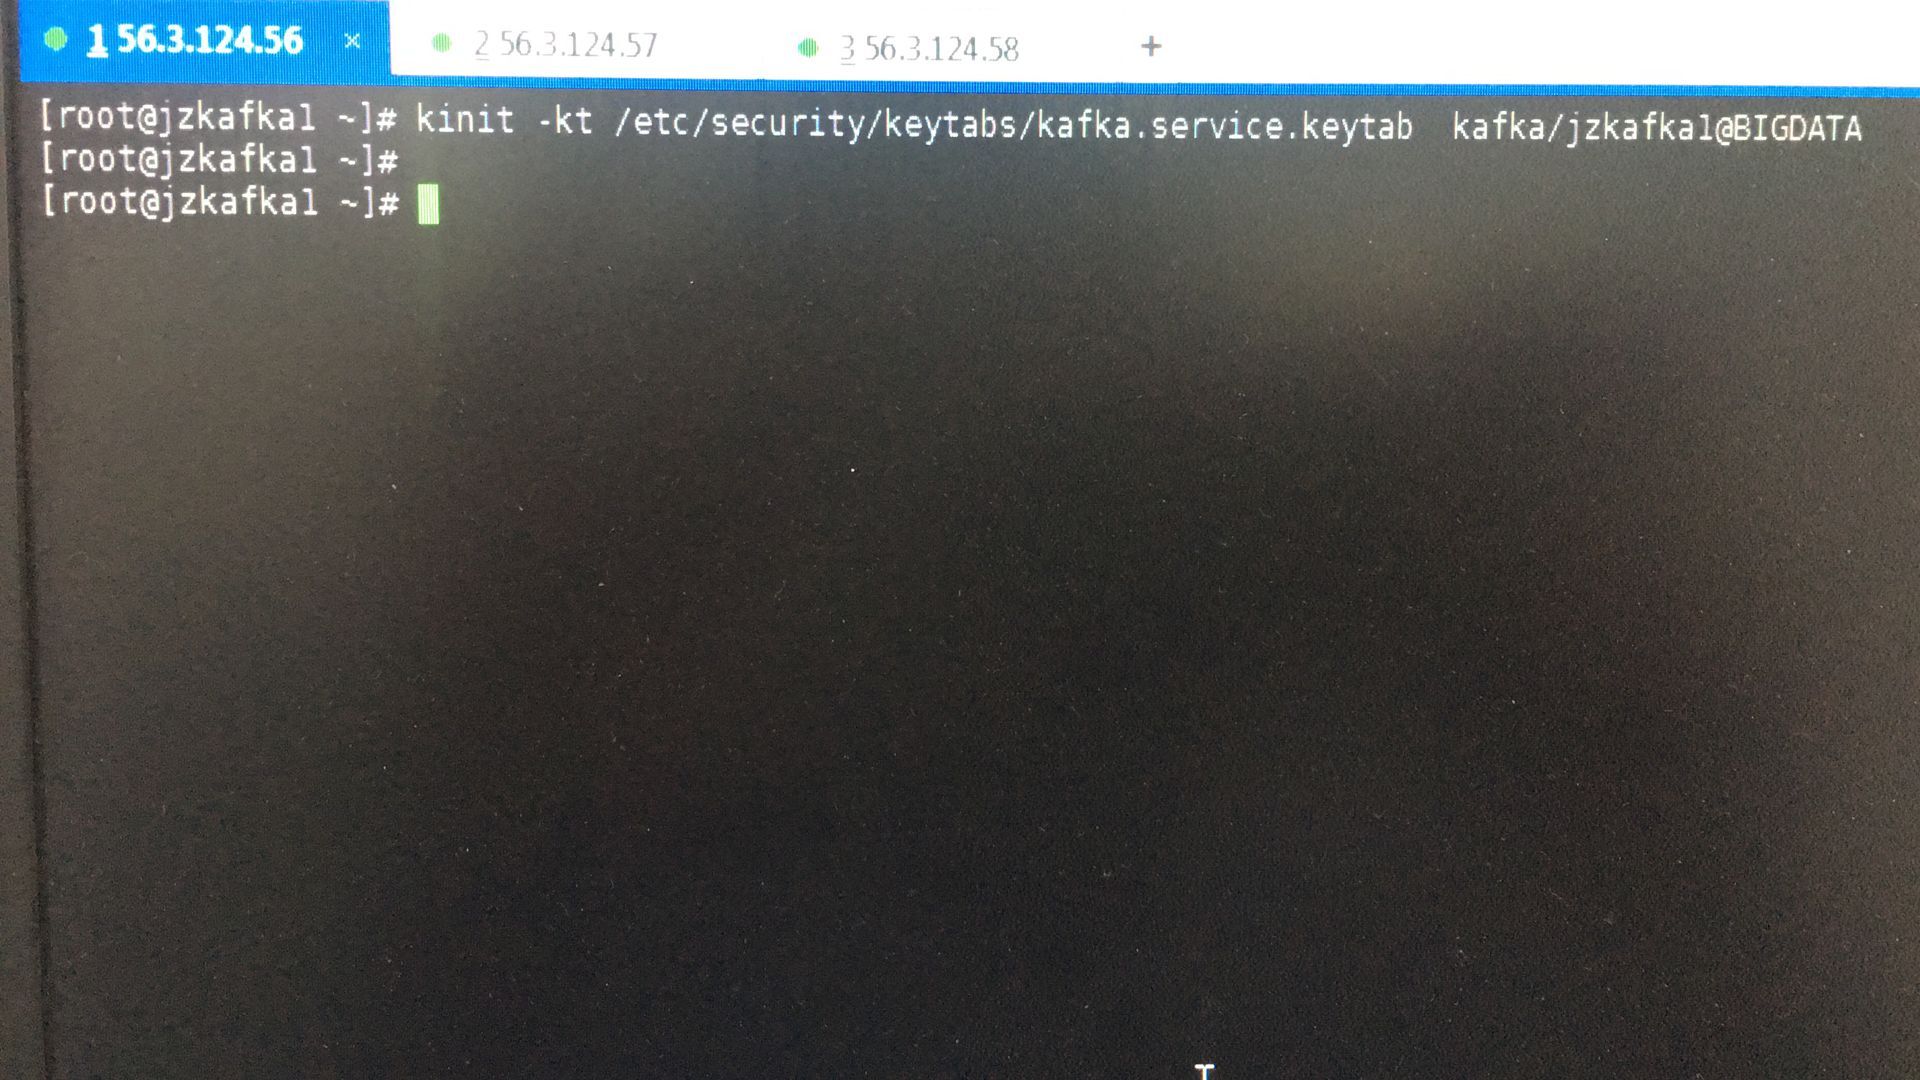 1 56.3.124.56 × 2 56.3.124.57 3 56.3.124.58 +
[root@jzkafka1 ~]# kinit -kt /etc/security/keytabs/kafka.service.keytab  kafka/jzkafka1@BIGDATA
[root@jzkafka1 ~]#
[root@jzkafka1 ~]#